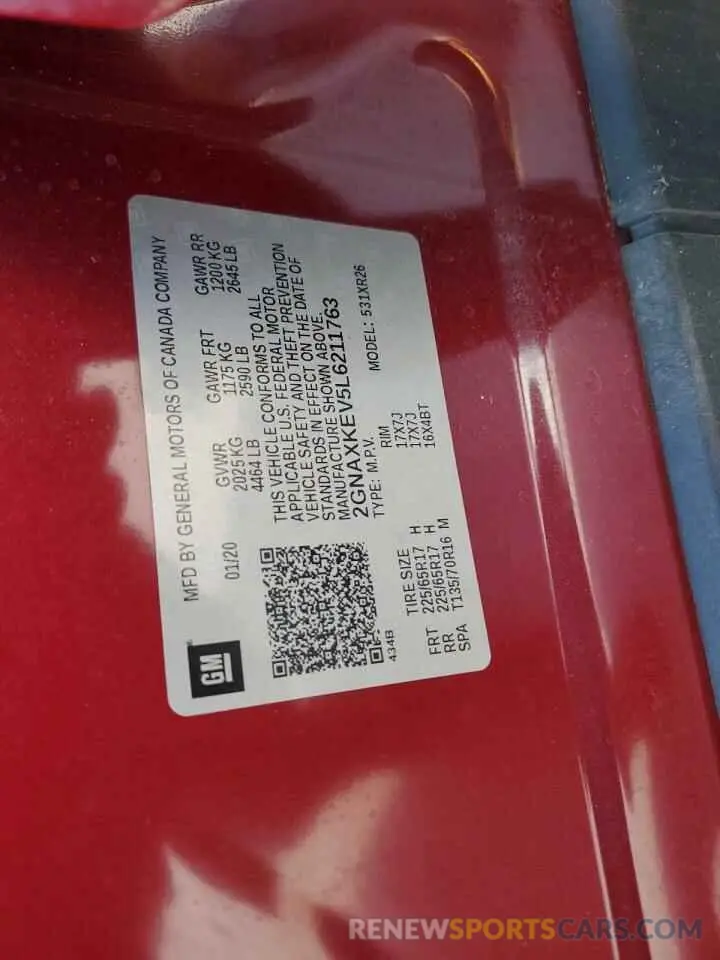 GM
MFD BY GENERAL MOTORS OF CANADA COMPANY
01/20
GVWR GAWR FRT GAWR RR
2025 KG 1175 KG 1200 KG
4464 LB 2590 LB 2645 LB
THIS VEHICLE CONFORMS TO ALL
APPLICABLE U.S. FEDERAL MOTOR
VEHICLE SAFETY AND THEFT PREVENTION
STANDARDS IN EFFECT ON THE DATE OF
MANUFACTURE SHOWN ABOVE.
2GNAXKEV5L6211763
TYPE: M.P.V. MODEL: 531XR26
434B
TIRE SIZE RIM
FRT 225/65R17 H 17X7J
RR 225/65R17 H 17X7J
SPA T135/70R16 M 16X4BT
RENEWSPORTSCARS.COM